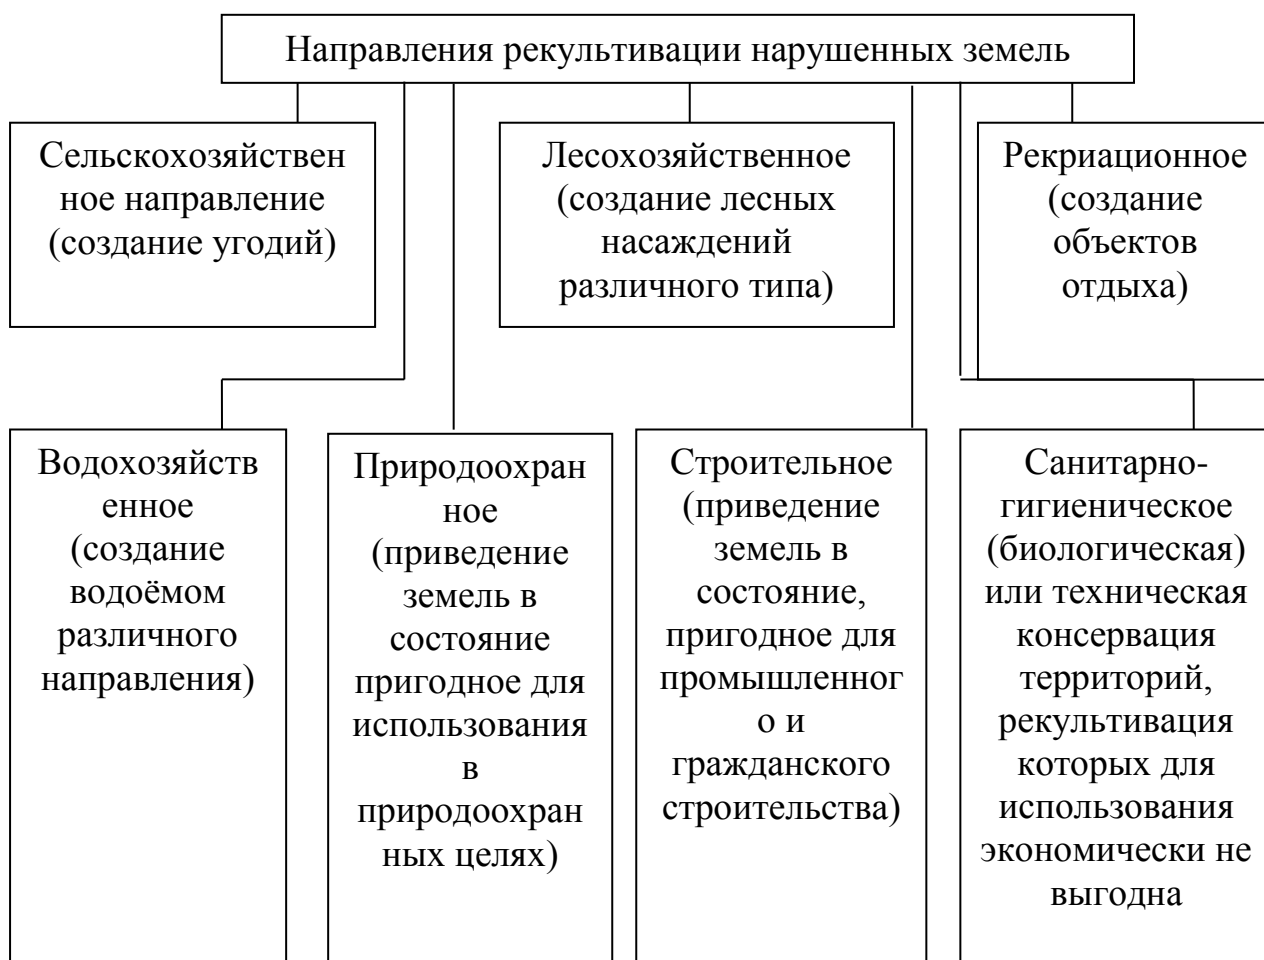 Направления рекультивации нарушенных земель
Сельскохозяйствен
ное направление
(создание угодий)
Лесохозяйственное
(создание лесных
насаждений
различного типа)
Рекриационное
(создание
объектов
отдыха)
Водохозяйств
енное
(создание
водоёмом
различного
направления)
Природоохран
ное
(приведение
земель в
состояние
пригодное для
использования
в
природоохран
ных целях)
Строительное
(приведение
земель в
состояние,
пригодное для
промышленног
о и
гражданского
строительства)
Санитарно-
гигиеническое
(биологическая)
или техническая
консервация
территорий,
рекультивация
которых для
использования
экономически не
выгодна